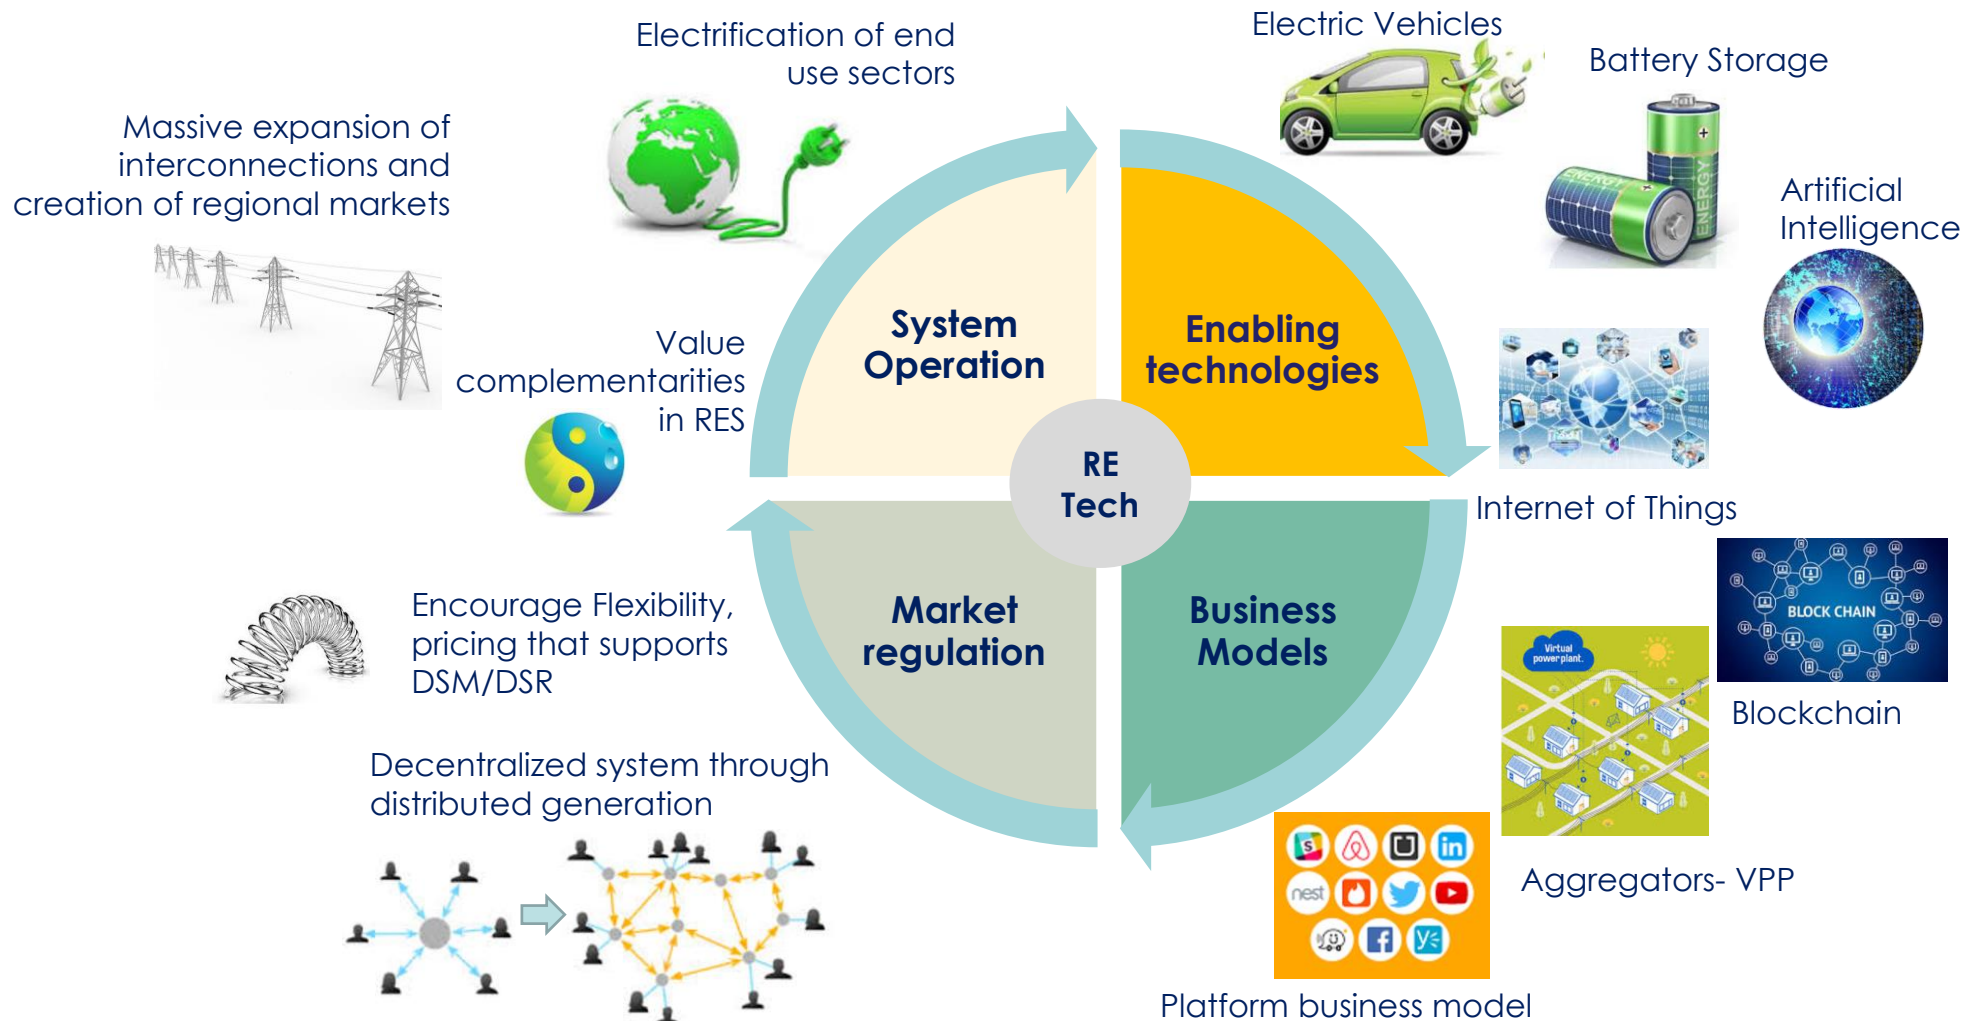 Electrification of end
use sectors
Massive expansion of
interconnections and
creation of regional markets
Value
complementarities
in RES
System
Operation
Electric Vehicles
Battery Storage
ENERGY
ENERGY
Artificial
Intelligence
Enabling
technologies
Internet of Things
RE
Tech
Market
regulation
Encourage Flexibility,
pricing that supports
DSM/DSR
Decentralized system through
distributed generation
Business
Models
BLOCK CHAIN
Blockchain
Virtual
power plant.
Aggregators- VPP
S
in
nest
f
y
Platform business model